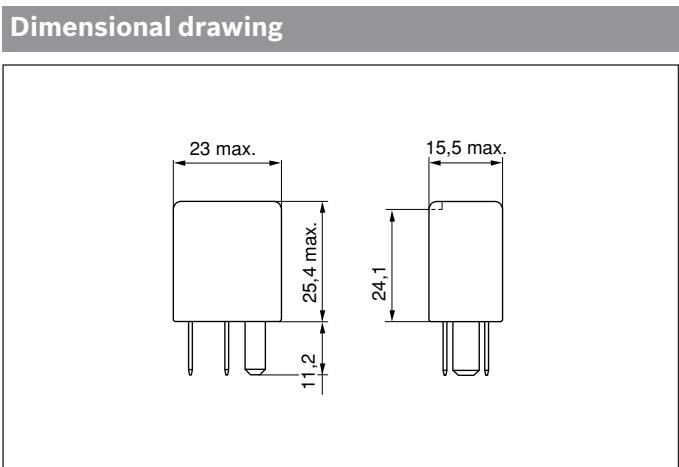 Dimensional drawing
23 max.
15,5 max.
25,4 max.
24,1
11,2